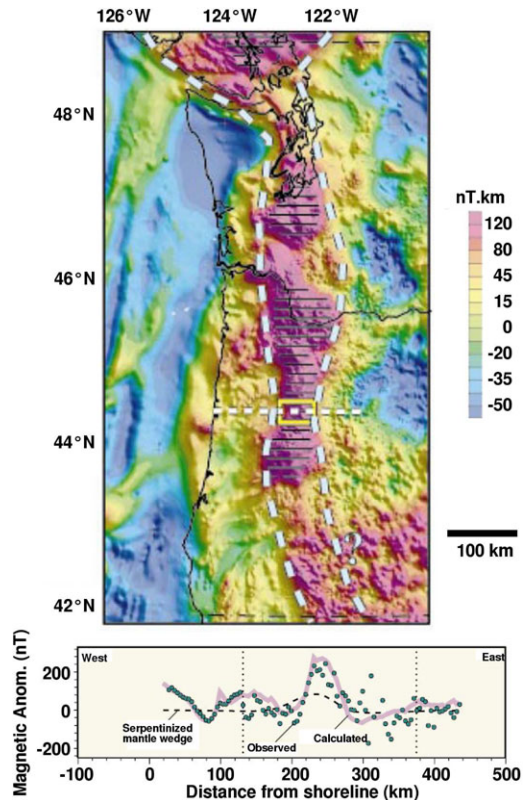 126°W 124°W 122°W
48°N
46°N
44°N
42°N
?
nT.km
120
80
45
15
0
-20
-35
-50
100 km
Magnetic Anom. (nT)
200
0
-200
West
East
Serpentinized
mantle wedge
Observed
Calculated
-100 0 100 200 300 400 500
Distance from shoreline (km)